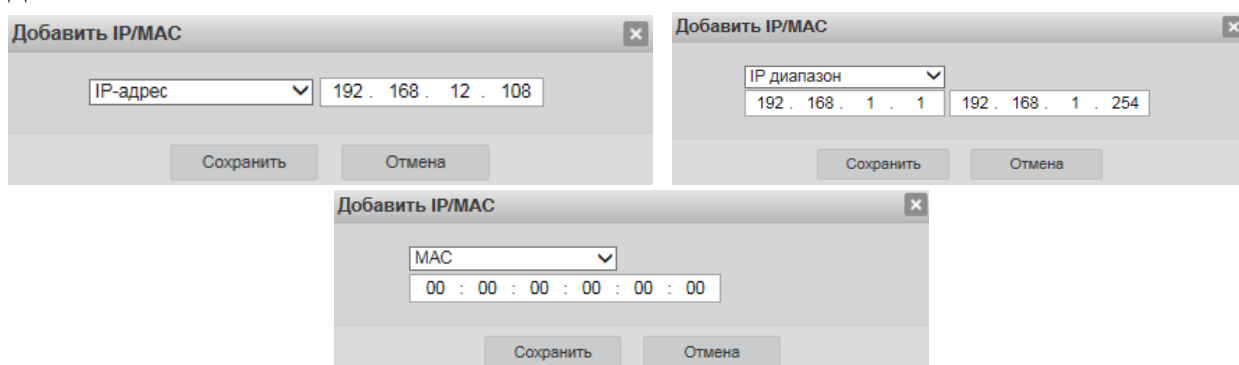 Добавить IP/MAC
IP-адрес 192 . 168 . 12 . 108
Сохранить Отмена
Добавить IP/MAC
IP диапазон
192 . 168 . 1 . 1 192 . 168 . 1 . 254
Сохранить Отмена
Добавить IP/MAC
MAC
00 : 00 : 00 : 00 : 00 : 00
Сохранить Отмена